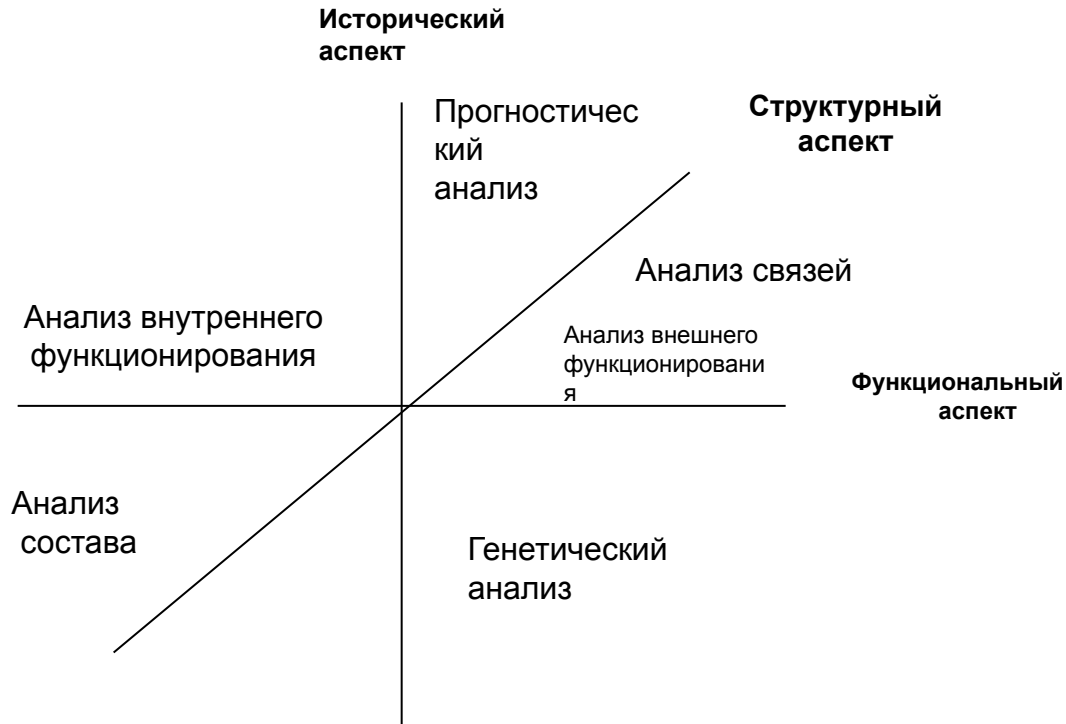 Исторический
аспект
Прогностичес
кий
анализ
Структурный
аспект
Анализ связей
Анализ внутреннего
функционирования
Анализ внешнего
функционировани
я
Функциональный
аспект
Анализ
состава
Генетический
анализ